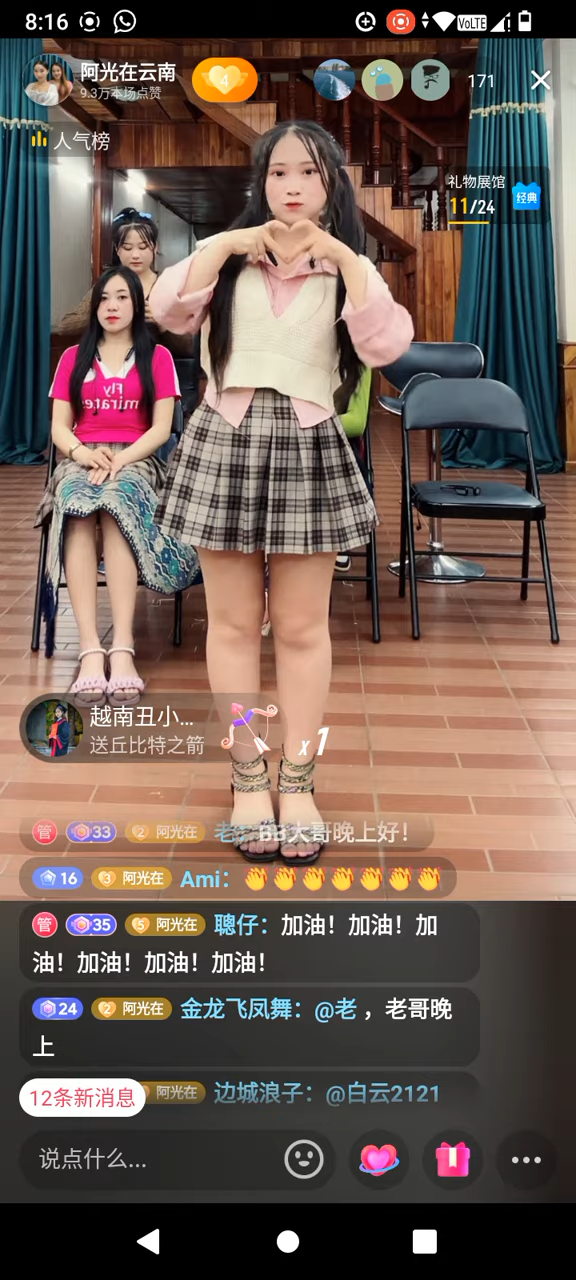 8:16
VoLTE
阿光在云南
9.3万本场点赞
4
171
人气榜
礼物展馆
11/24
经典
Fly
Emirates
越南丑小...
送丘比特之箭
x1
管 33 2 阿光在 老 BB大哥晚上好！
16 3 阿光在 Ami：👏👏👏👏👏👏👏
管 35 5 阿光在 聰仔：加油！加油！加
油！加油！加油！加油！
24 2 阿光在 金龙飞凤舞：@老 ，老哥晚
上
12条新消息
阿光在 边城浪子：@白云2121
说点什么...